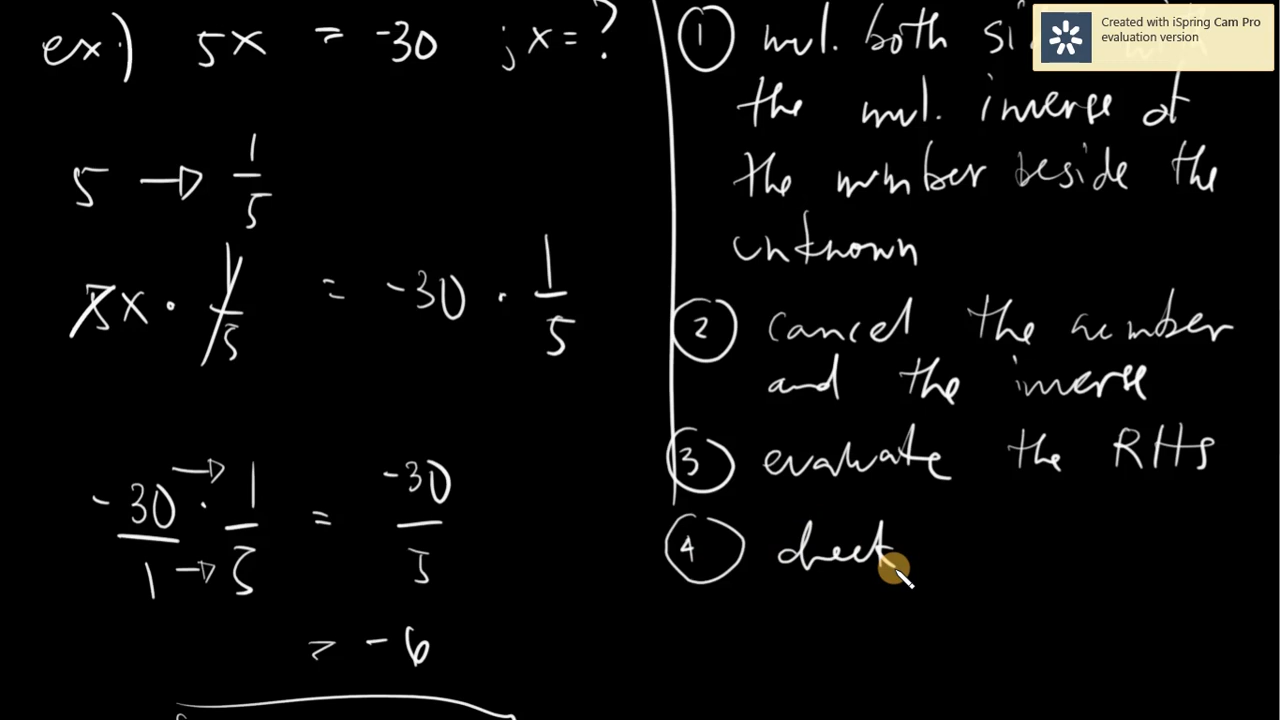 ex.) 5x = -30 ; x = ?
5 → 1/5
5x · 1/5 = -30 · 1/5
-30/1 · 1/5 = -30/5
= -6
① mul. both
the mul. inverse of
the number beside the
unknown
② cancel the number
and the inverse
③ evaluate the RHS
④ check
Created with iSpring Cam Pro
evaluation version